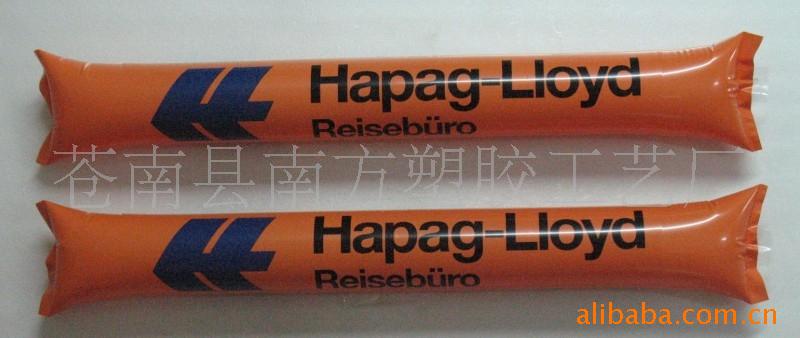 Hapag-Lloyd
Reisebüro
苍南县南方塑胶工艺厂
Hapag-Lloyd
Reisebüro
alibaba.com.cn